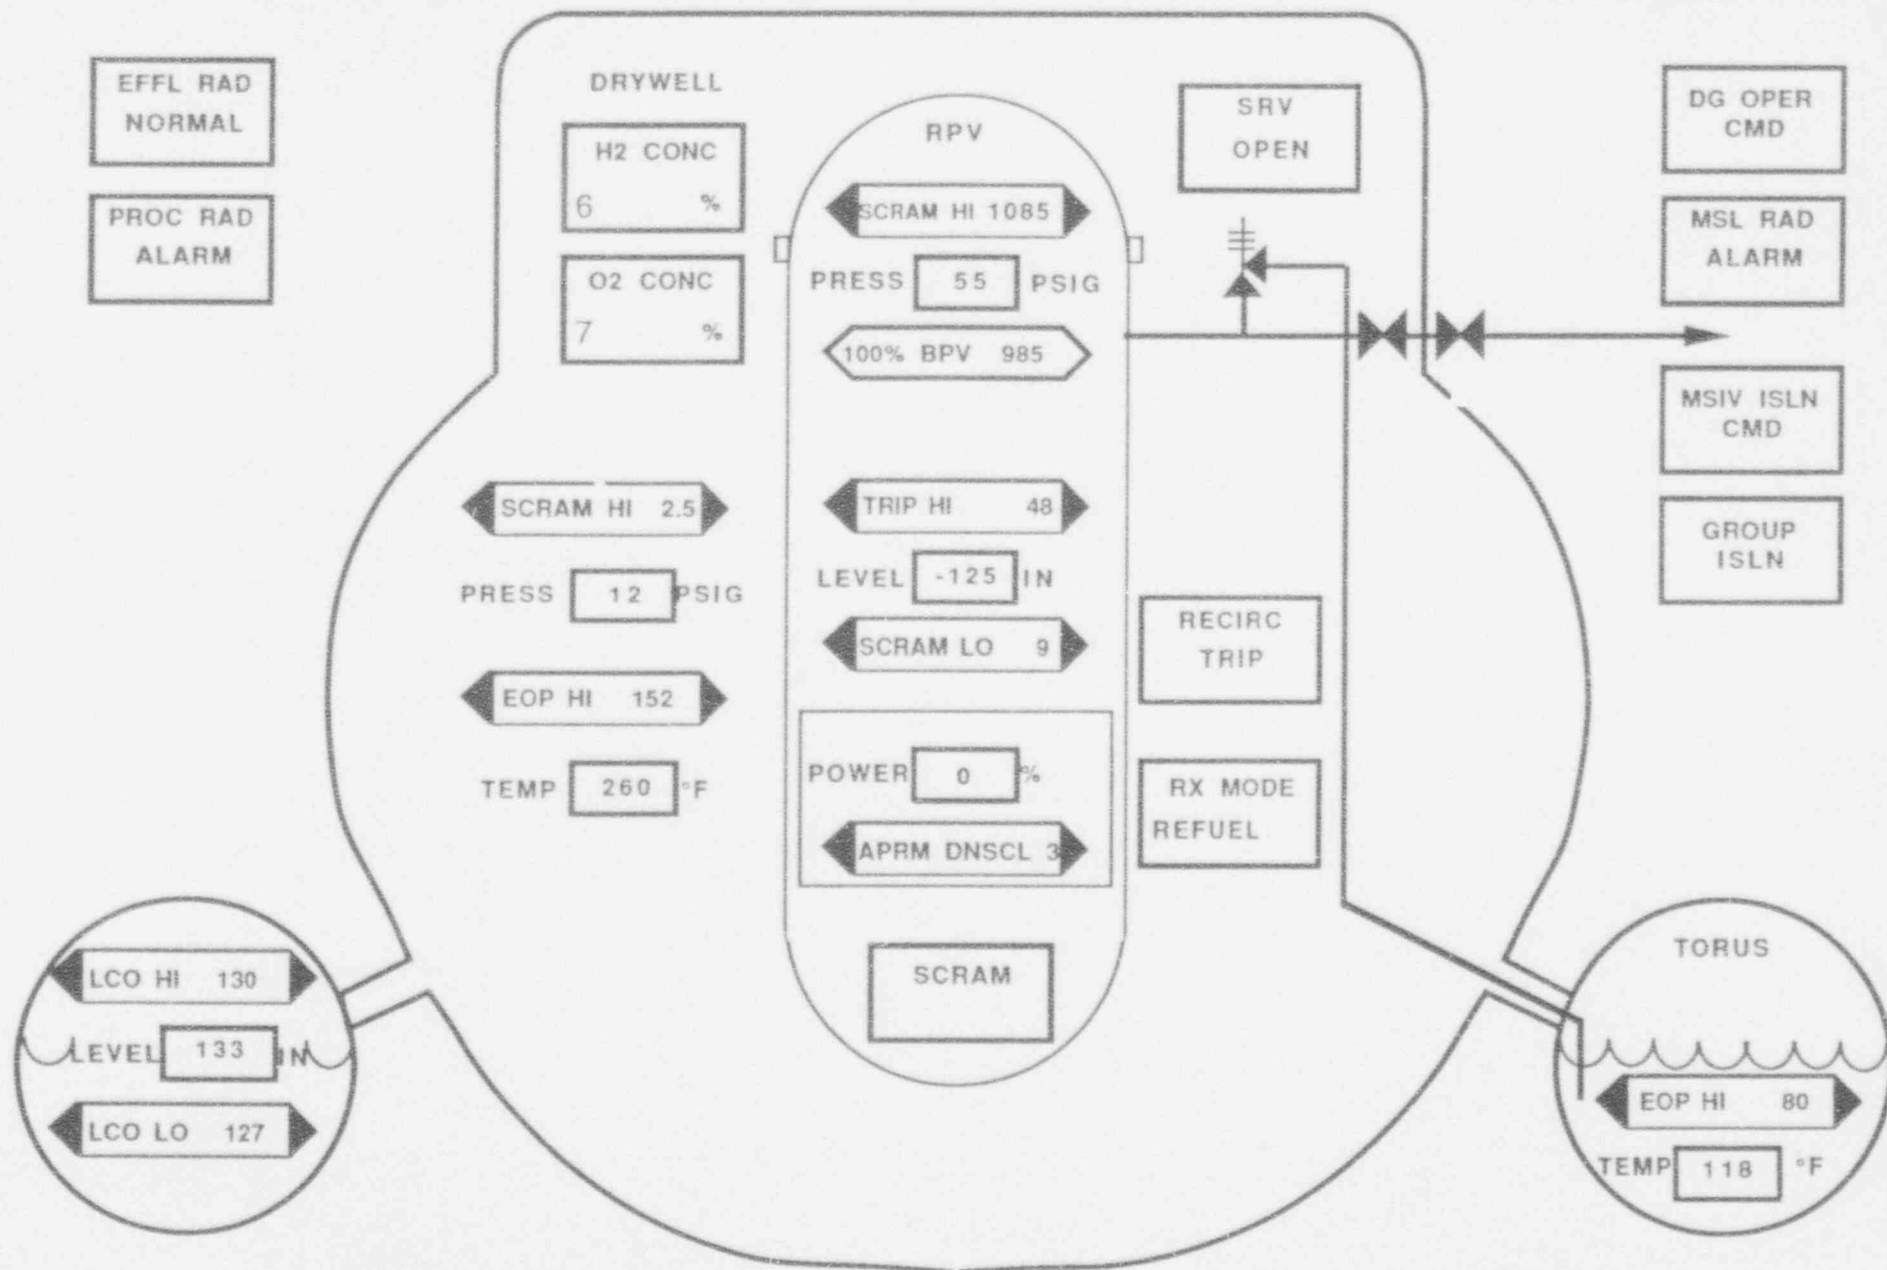 EFFL RAD
NORMAL
PROC RAD
ALARM
DRYWELL
H2 CONC
6 %
O2 CONC
7 %
RPV
SCRAM HI 1085
PRESS 55 PSIG
100% BPV 985
SRV
OPEN
DG OPER
CMD
MSL RAD
ALARM
MSIV ISLN
CMD
GROUP
ISLN
SCRAM HI 2.5
PRESS 12 PSIG
EOP HI 152
TEMP 260 °F
TRIP HI 48
LEVEL -125 IN
SCRAM LO 9
POWER 0 %
APRM DNSCL 3
SCRAM
RECIRC
TRIP
RX MODE
REFUEL
LCO HI 130
LEVEL 133 IN
LCO LO 127
TORUS
EOP HI 80
TEMP 118 °F